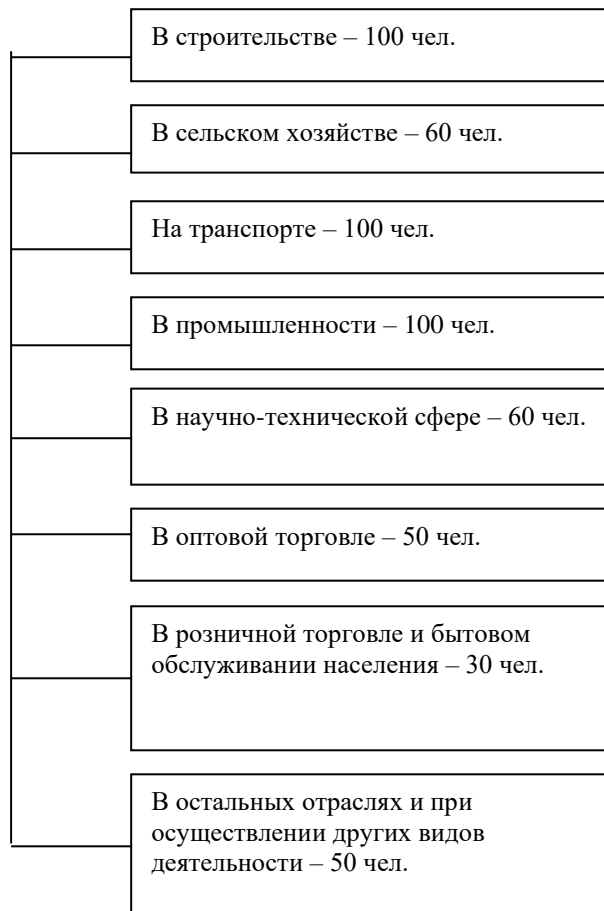 В строительстве – 100 чел.
В сельском хозяйстве – 60 чел.
На транспорте – 100 чел.
В промышленности – 100 чел.
В научно-технической сфере – 60 чел.
В оптовой торговле – 50 чел.
В розничной торговле и бытовом
обслуживании населения – 30 чел.
В остальных отраслях и при
осуществлении других видов
деятельности – 50 чел.